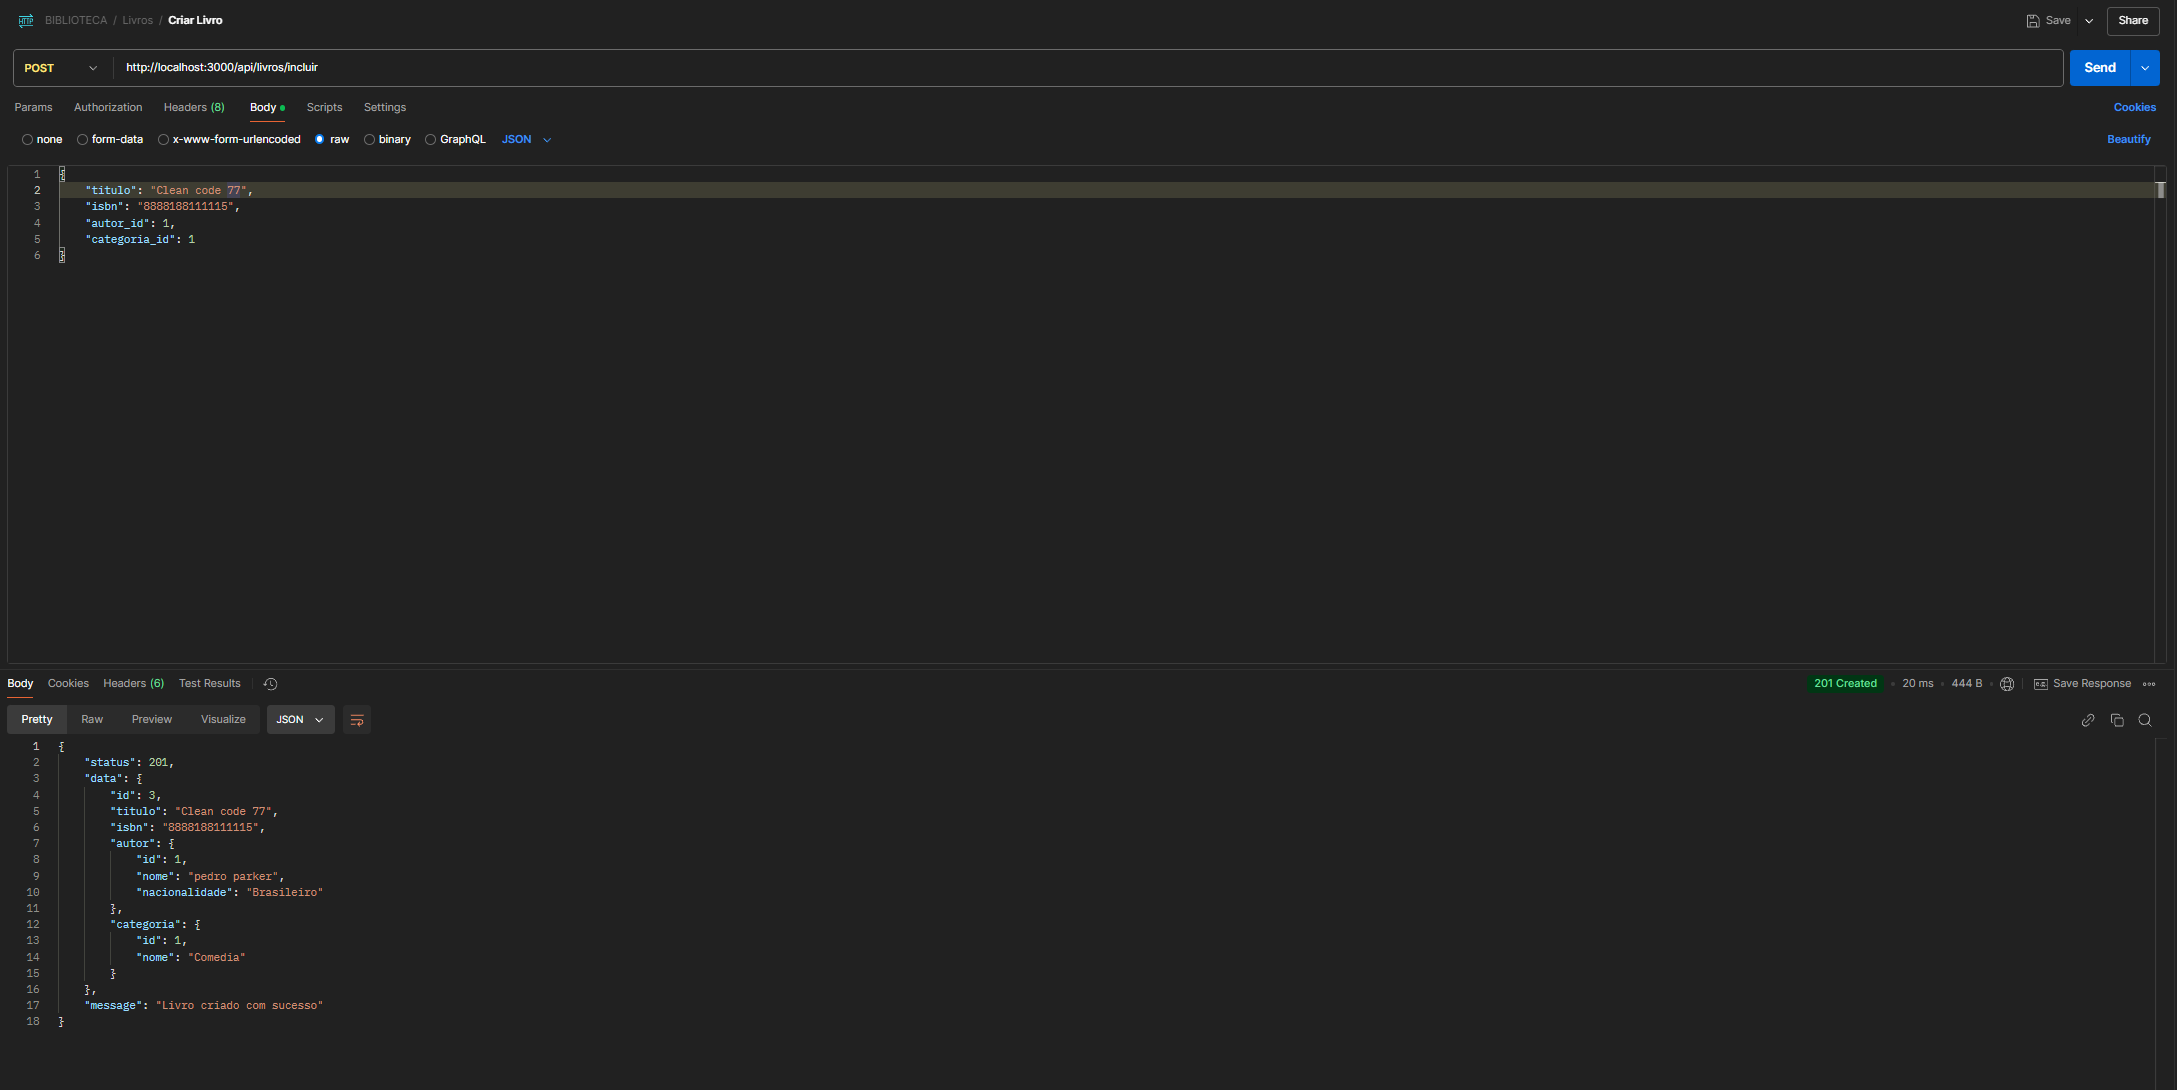 BIBLIOTECA / Livros / Criar Livro
Save
Share
POST http://localhost:3000/api/livros/incluir
Send
Params Authorization Headers (8) Body Scripts Settings
Cookies
none form-data x-www-form-urlencoded raw binary GraphQL JSON
Beautify
1 {
2 "titulo": "Clean code 77",
3 "isbn": "8888188111115",
4 "autor_id": 1,
5 "categoria_id": 1
6 }
Body Cookies Headers (6) Test Results
201 Created 20 ms 444 B Save Response
Pretty Raw Preview Visualize JSON
1 {
2 "status": 201,
3 "data": {
4 "id": 3,
5 "titulo": "Clean code 77",
6 "isbn": "8888188111115",
7 "autor": {
8 "id": 1,
9 "nome": "pedro parker",
10 "nacionalidade": "Brasileiro"
11 },
12 "categoria": {
13 "id": 1,
14 "nome": "Comedia"
15 }
16 },
17 "message": "Livro criado com sucesso"
18 }